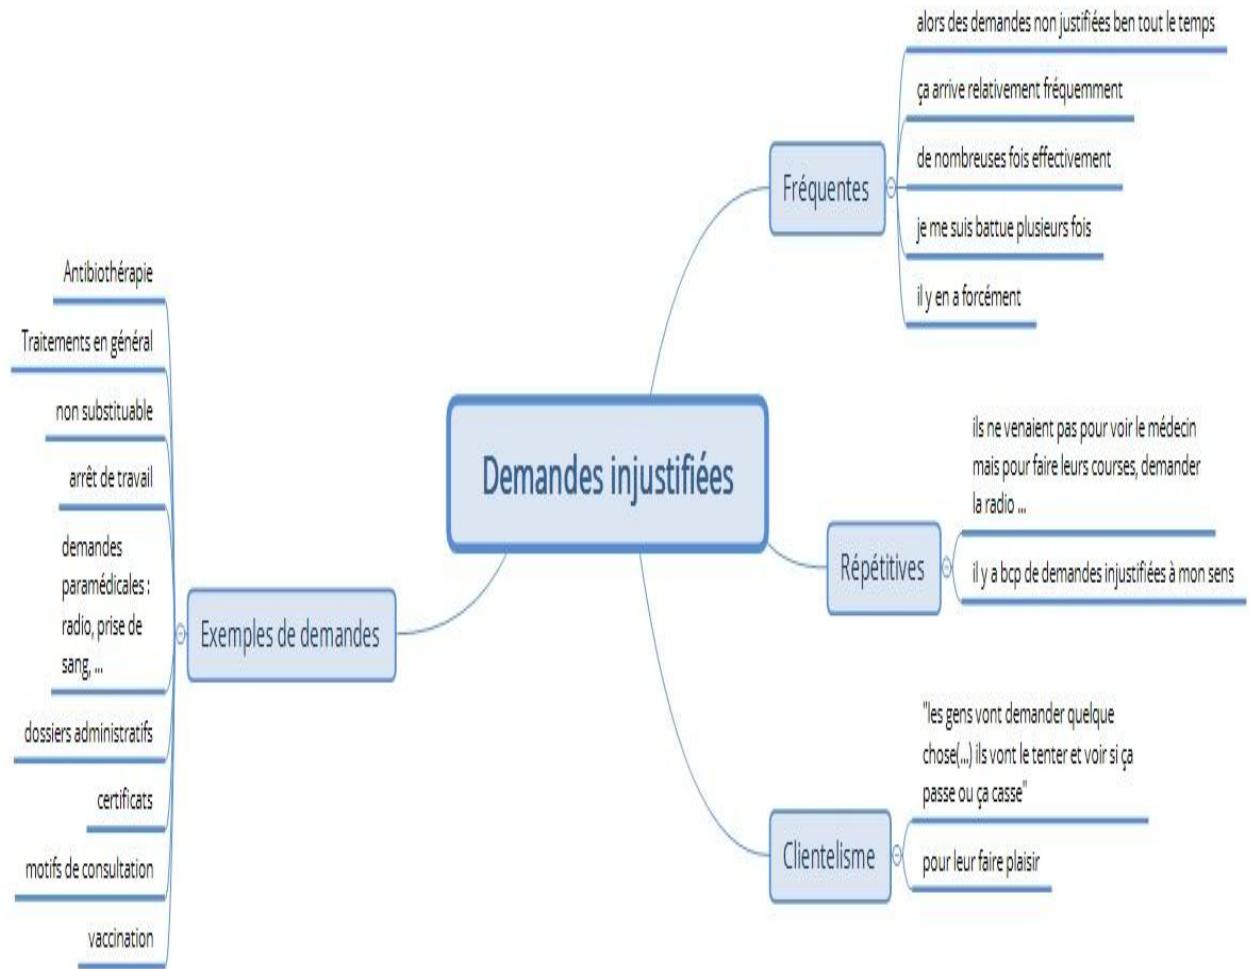 alors des demandes non justifiées ben tout le temps
ça arrive relativement fréquemment
de nombreuses fois effectivement
Fréquentes
je me suis battue plusieurs fois
il y en a forcément
Antibiothérapie
Traitements en général
non substituable
arrêt de travail
demandes
paramédicales :
radio, prise de
sang, ...
Exemples de demandes
dossiers administratifs
certificats
motifs de consultation
vaccination
Demandes injustifiées
ils ne venaient pas pour voir le médecin
mais pour faire leurs courses, demander
la radio ...
Répétitives
il y a bcp de demandes injustifiées à mon sens
"les gens vont demander quelque
chose(...) ils vont le tenter et voir si ça
passe ou ça casse"
Clientelisme
pour leur faire plaisir